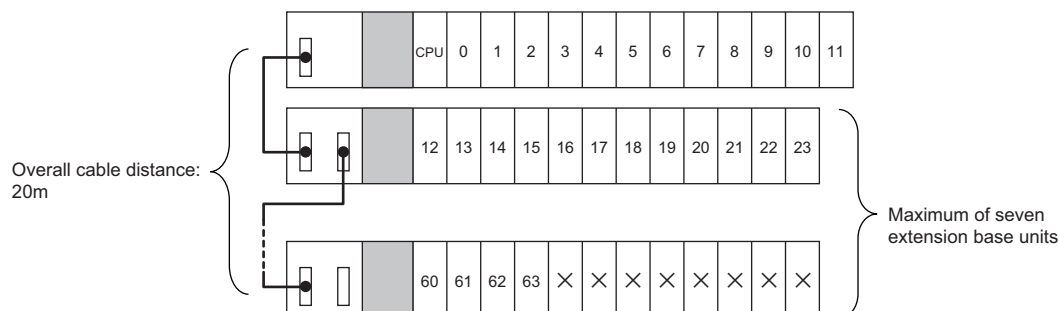 CPU 0 1 2 3 4 5 6 7 8 9 10 11
12 13 14 15 16 17 18 19 20 21 22 23
Overall cable distance:
20m
Maximum of seven
extension base units
60 61 62 63